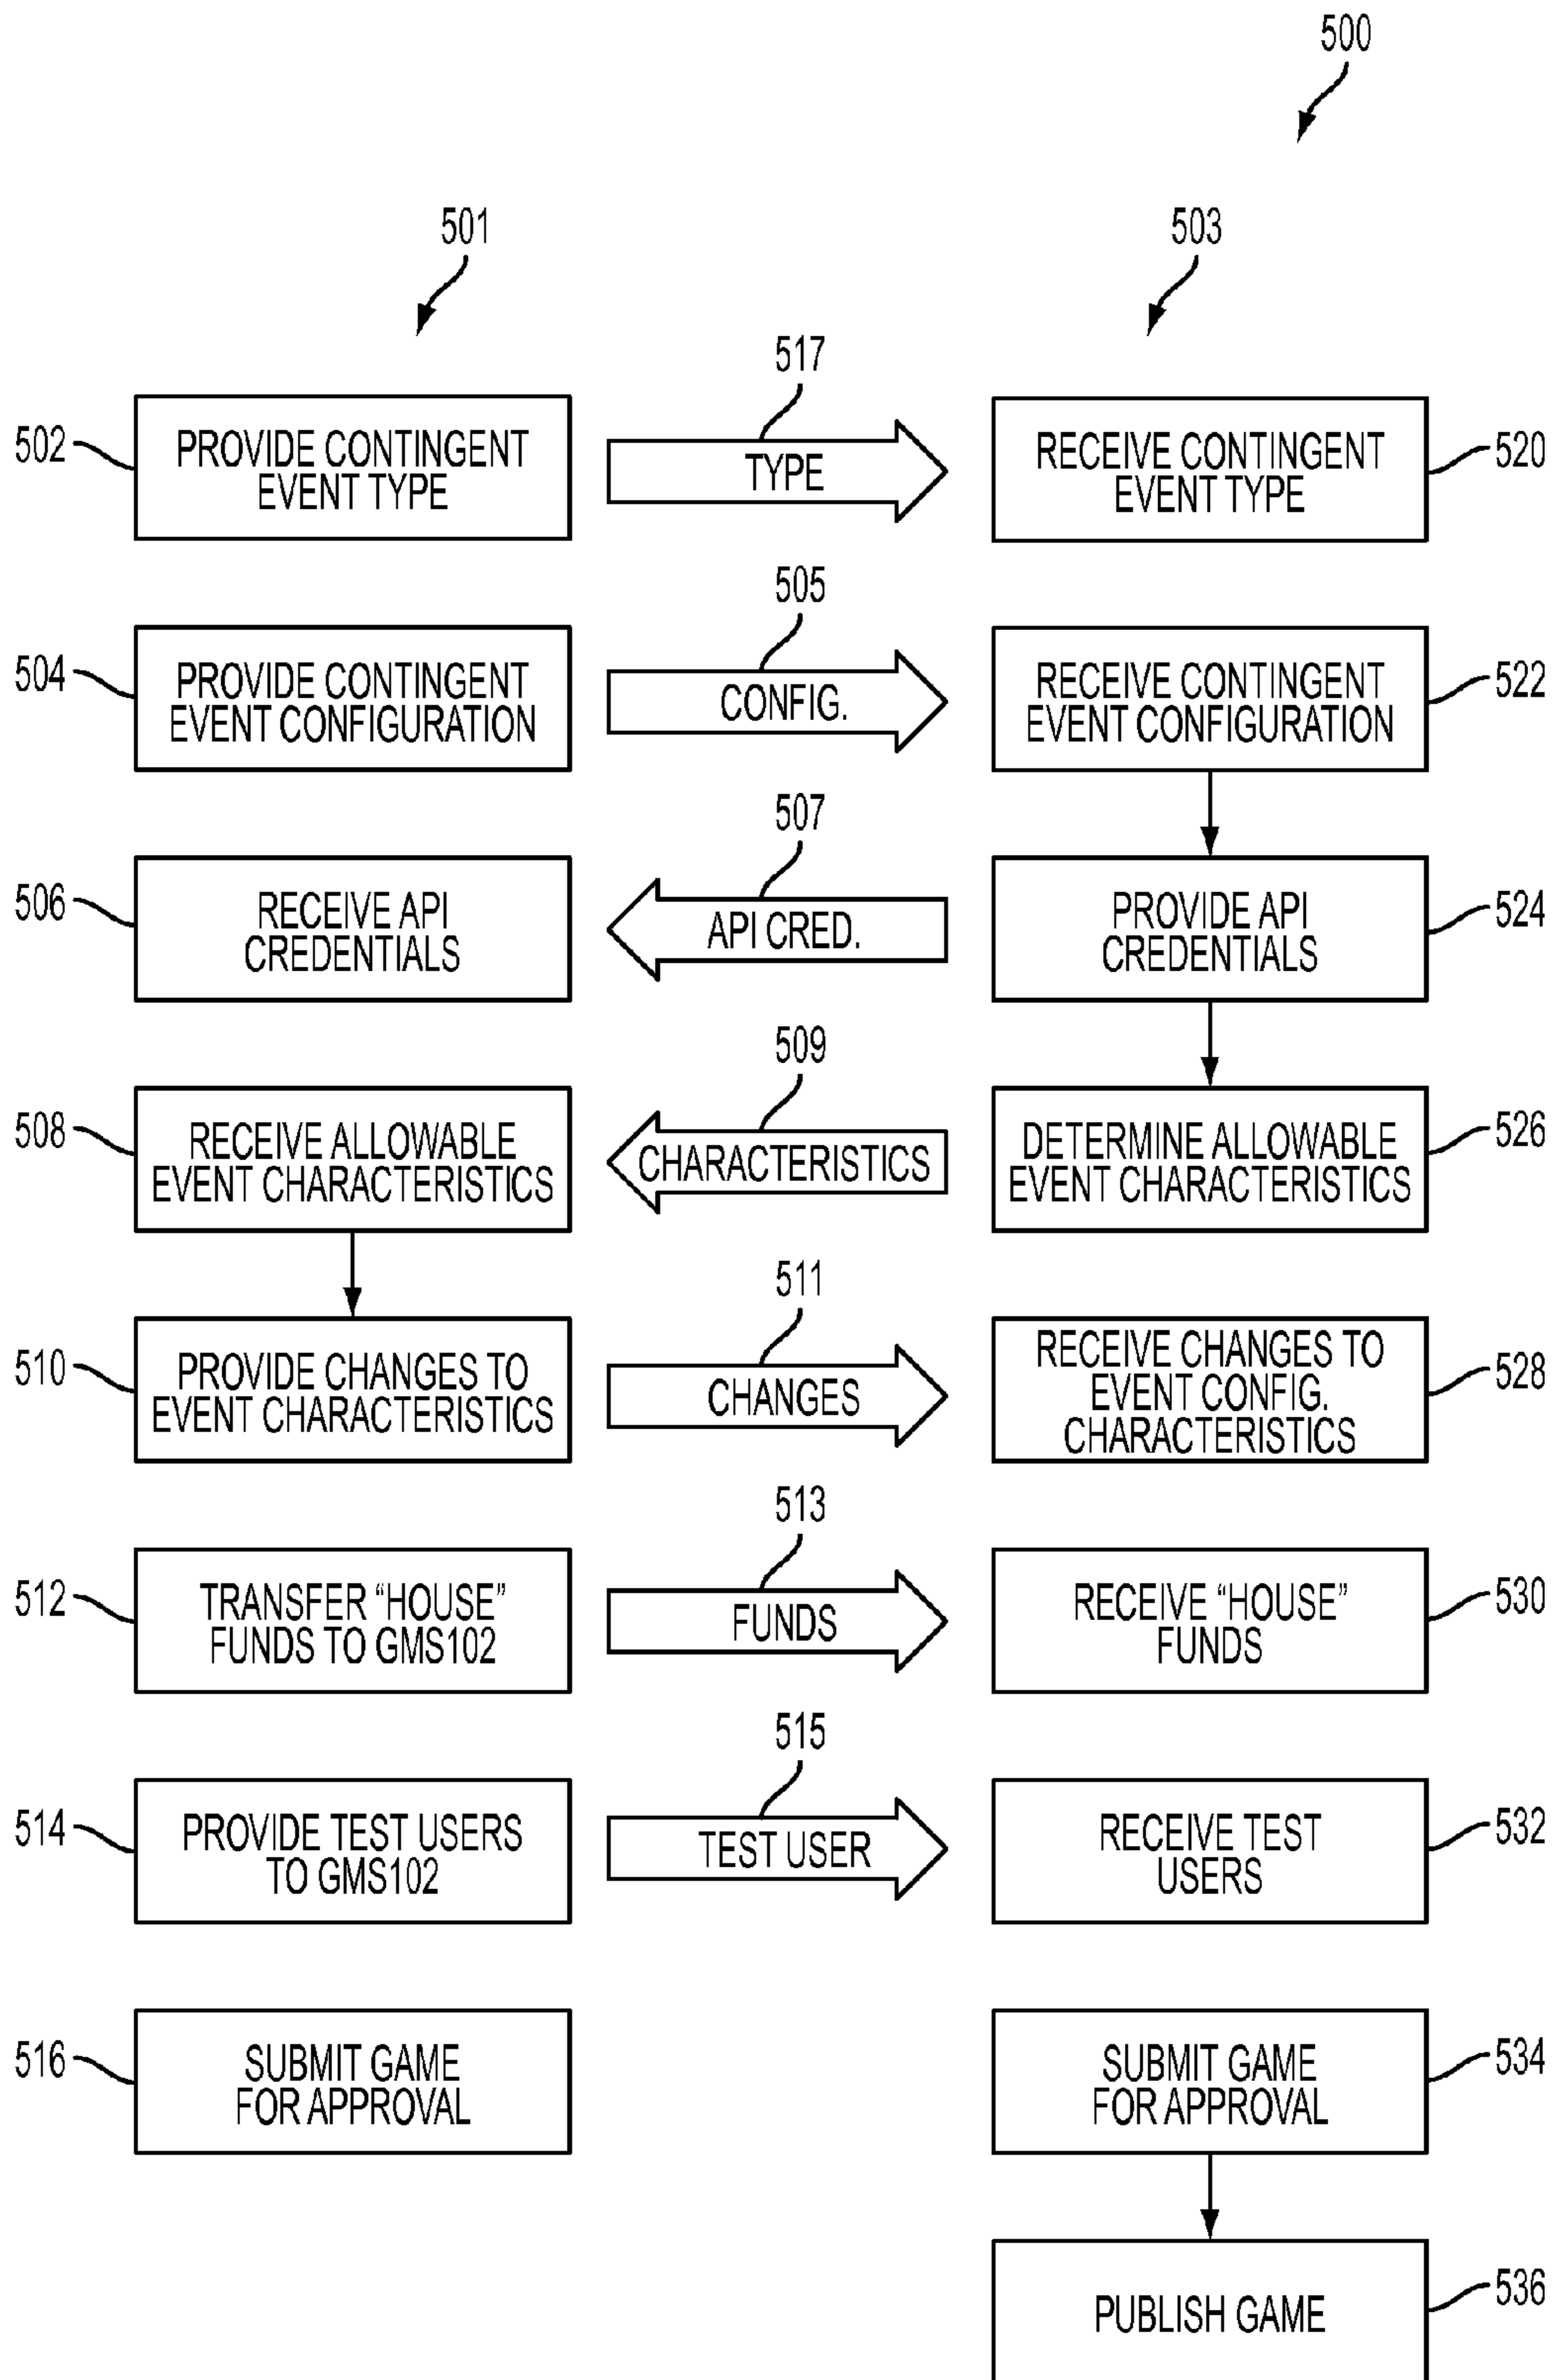 500
501
503
517
502
PROVIDE CONTINGENT
EVENT TYPE
TYPE
RECEIVE CONTINGENT
EVENT TYPE
520
505
504
PROVIDE CONTINGENT
EVENT CONFIGURATION
CONFIG.
RECEIVE CONTINGENT
EVENT CONFIGURATION
522
507
506
RECEIVE API
CREDENTIALS
API CRED.
PROVIDE API
CREDENTIALS
524
509
508
RECEIVE ALLOWABLE
EVENT CHARACTERISTICS
CHARACTERISTICS
DETERMINE ALLOWABLE
EVENT CHARACTERISTICS
526
511
510
PROVIDE CHANGES TO
EVENT CHARACTERISTICS
CHANGES
RECEIVE CHANGES TO
EVENT CONFIG.
CHARACTERISTICS
528
513
512
TRANSFER “HOUSE”
FUNDS TO GMS102
FUNDS
RECEIVE “HOUSE”
FUNDS
530
515
514
PROVIDE TEST USERS
TO GMS102
TEST USER
RECEIVE TEST
USERS
532
516
SUBMIT GAME
FOR APPROVAL
SUBMIT GAME
FOR APPROVAL
534
PUBLISH GAME
536